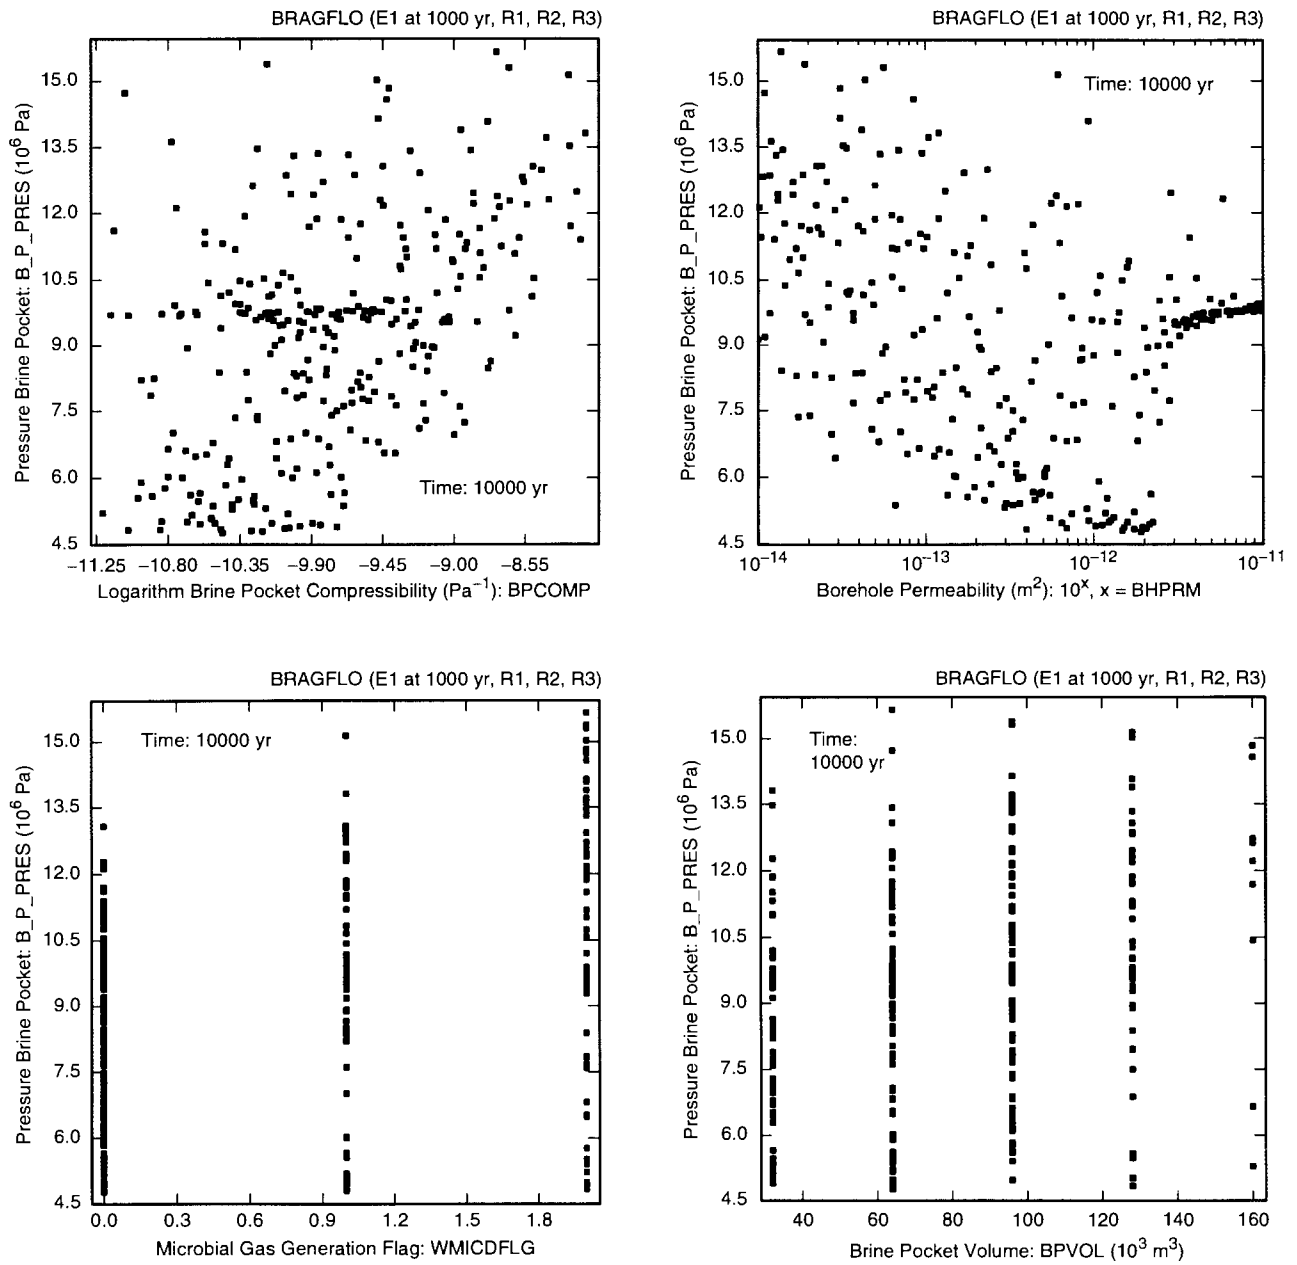 BRAGFLO (E1 at 1000 yr, R1, R2, R3)
Pressure Brine Pocket: B_P_PRES (10⁶ Pa)
15.0
13.5
12.0
10.5
9.0
7.5
6.0
4.5
Time: 10000 yr
−11.25 −10.80 −10.35 −9.90 −9.45 −9.00 −8.55
Logarithm Brine Pocket Compressibility (Pa⁻¹): BPCOMP
BRAGFLO (E1 at 1000 yr, R1, R2, R3)
Pressure Brine Pocket: B_P_PRES (10⁶ Pa)
15.0
13.5
12.0
10.5
9.0
7.5
6.0
4.5
Time: 10000 yr
10⁻¹⁴ 10⁻¹³ 10⁻¹² 10⁻¹¹
Borehole Permeability (m²): 10ˣ, x = BHPRM
BRAGFLO (E1 at 1000 yr, R1, R2, R3)
Pressure Brine Pocket: B_P_PRES (10⁶ Pa)
15.0
13.5
12.0
10.5
9.0
7.5
6.0
4.5
Time: 10000 yr
0.0 0.3 0.6 0.9 1.2 1.5 1.8
Microbial Gas Generation Flag: WMICDFLG
BRAGFLO (E1 at 1000 yr, R1, R2, R3)
Pressure Brine Pocket: B_P_PRES (10⁶ Pa)
15.0
13.5
12.0
10.5
9.0
7.5
6.0
4.5
Time:
10000 yr
40 60 80 100 120 140 160
Brine Pocket Volume: BPVOL (10³ m³)